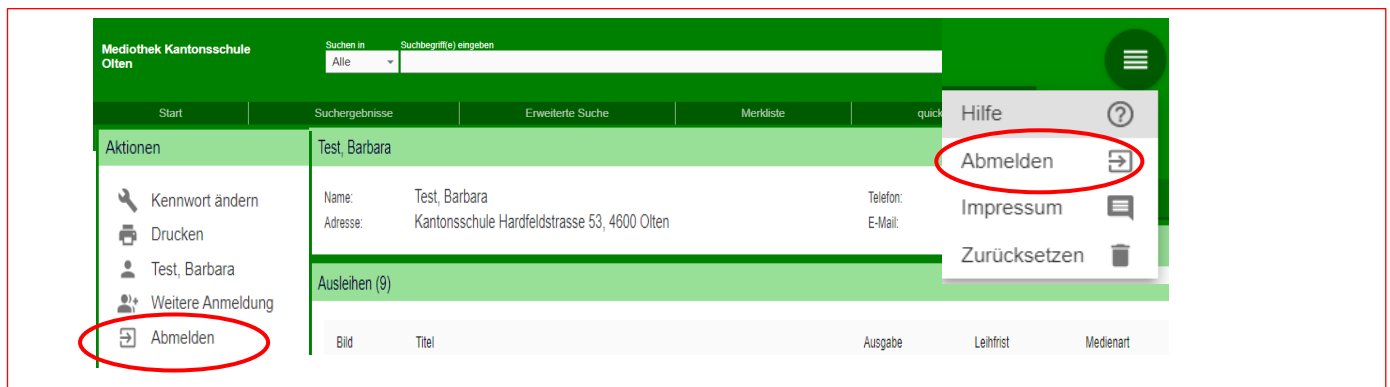 Mediothek Kantonsschule
Olten
Suchen in
Suchbegriff(e) eingeben
Alle
Start
Suchergebnisse
Erweiterte Suche
Merkliste
quick
Hilfe
Abmelden
Impressum
Zurücksetzen
Aktionen
Kennwort ändern
Drucken
Test, Barbara
Weitere Anmeldung
Abmelden
Test, Barbara
Name: Test, Barbara Telefon:
Adresse: Kantonsschule Hardfeldstrasse 53, 4600 Olten E-Mail:
Ausleihen (9)
Bild Titel Ausgabe Leihfrist Medienart